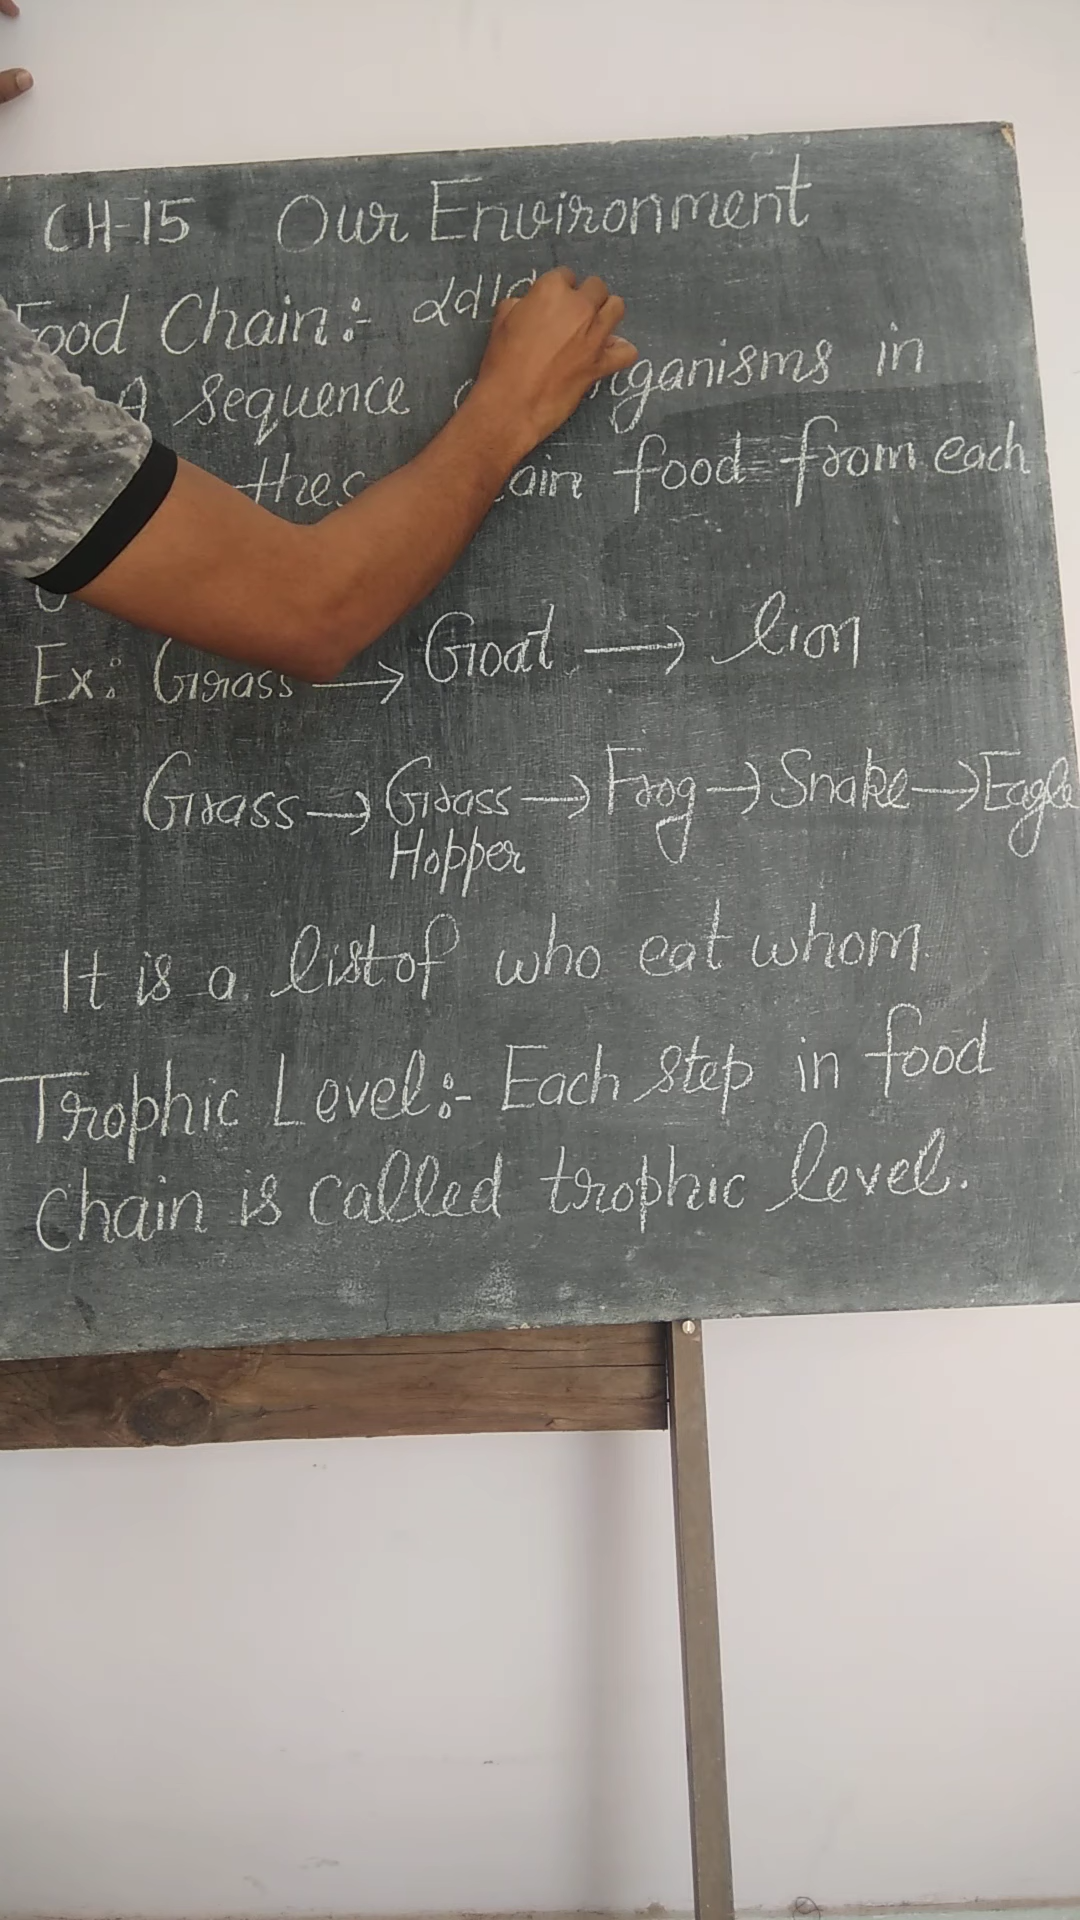 CH-15 Our Environment
Food Chain:-
A sequence organisms in
food from each
Ex: Grass → Goat → lion
Grass → Grass → Frog → Snake → Eagle
Hopper
It is a list of who eat whom
Trophic Level:- Each step in food
chain is called trophic level.